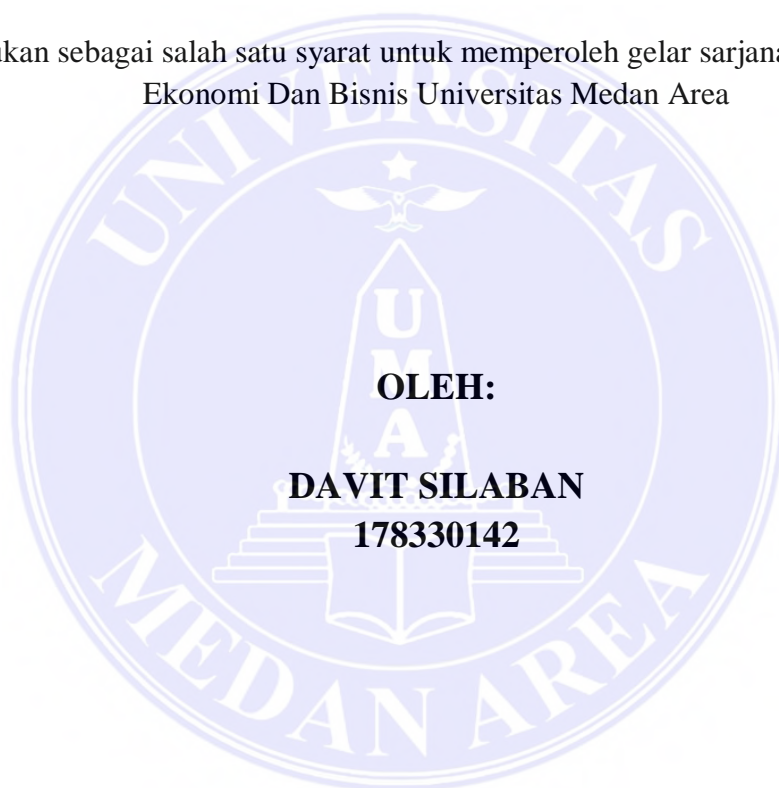 ukan sebagai salah satu syarat untuk memperoleh gelar sarjana
Ekonomi Dan Bisnis Universitas Medan Area
UNIVERSITAS
U
M
A
OLEH:
DAVIT SILABAN
178330142
MEDAN AREA